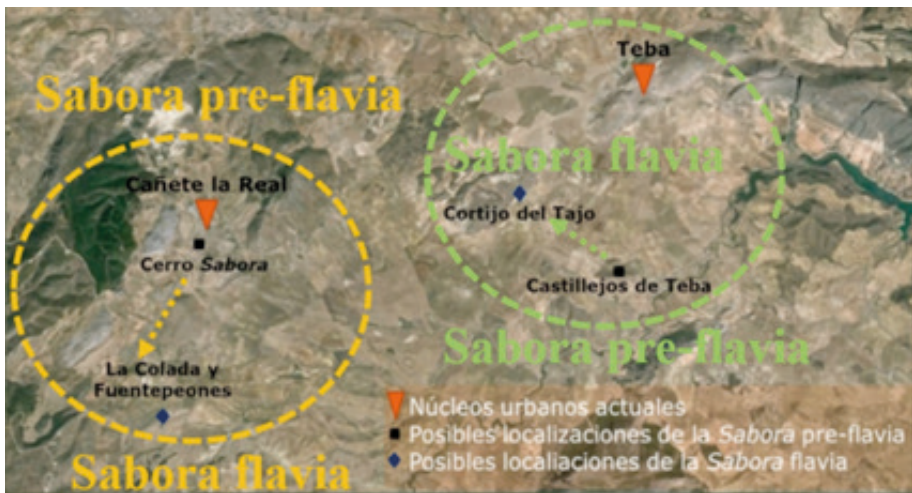 Sabora pre-flavia
Cañete la Real
Cerro Sabora
La Colada y
Fuentepeones
Sabora flavia
Teba
Sabora flavia
Cortijo del Tajo
Castillejos de Teba
Sabora pre-flavia
Núcleos urbanos actuales
Posibles localizaciones de la Sabora pre-flavia
Posibles localiaciones de la Sabora flavia